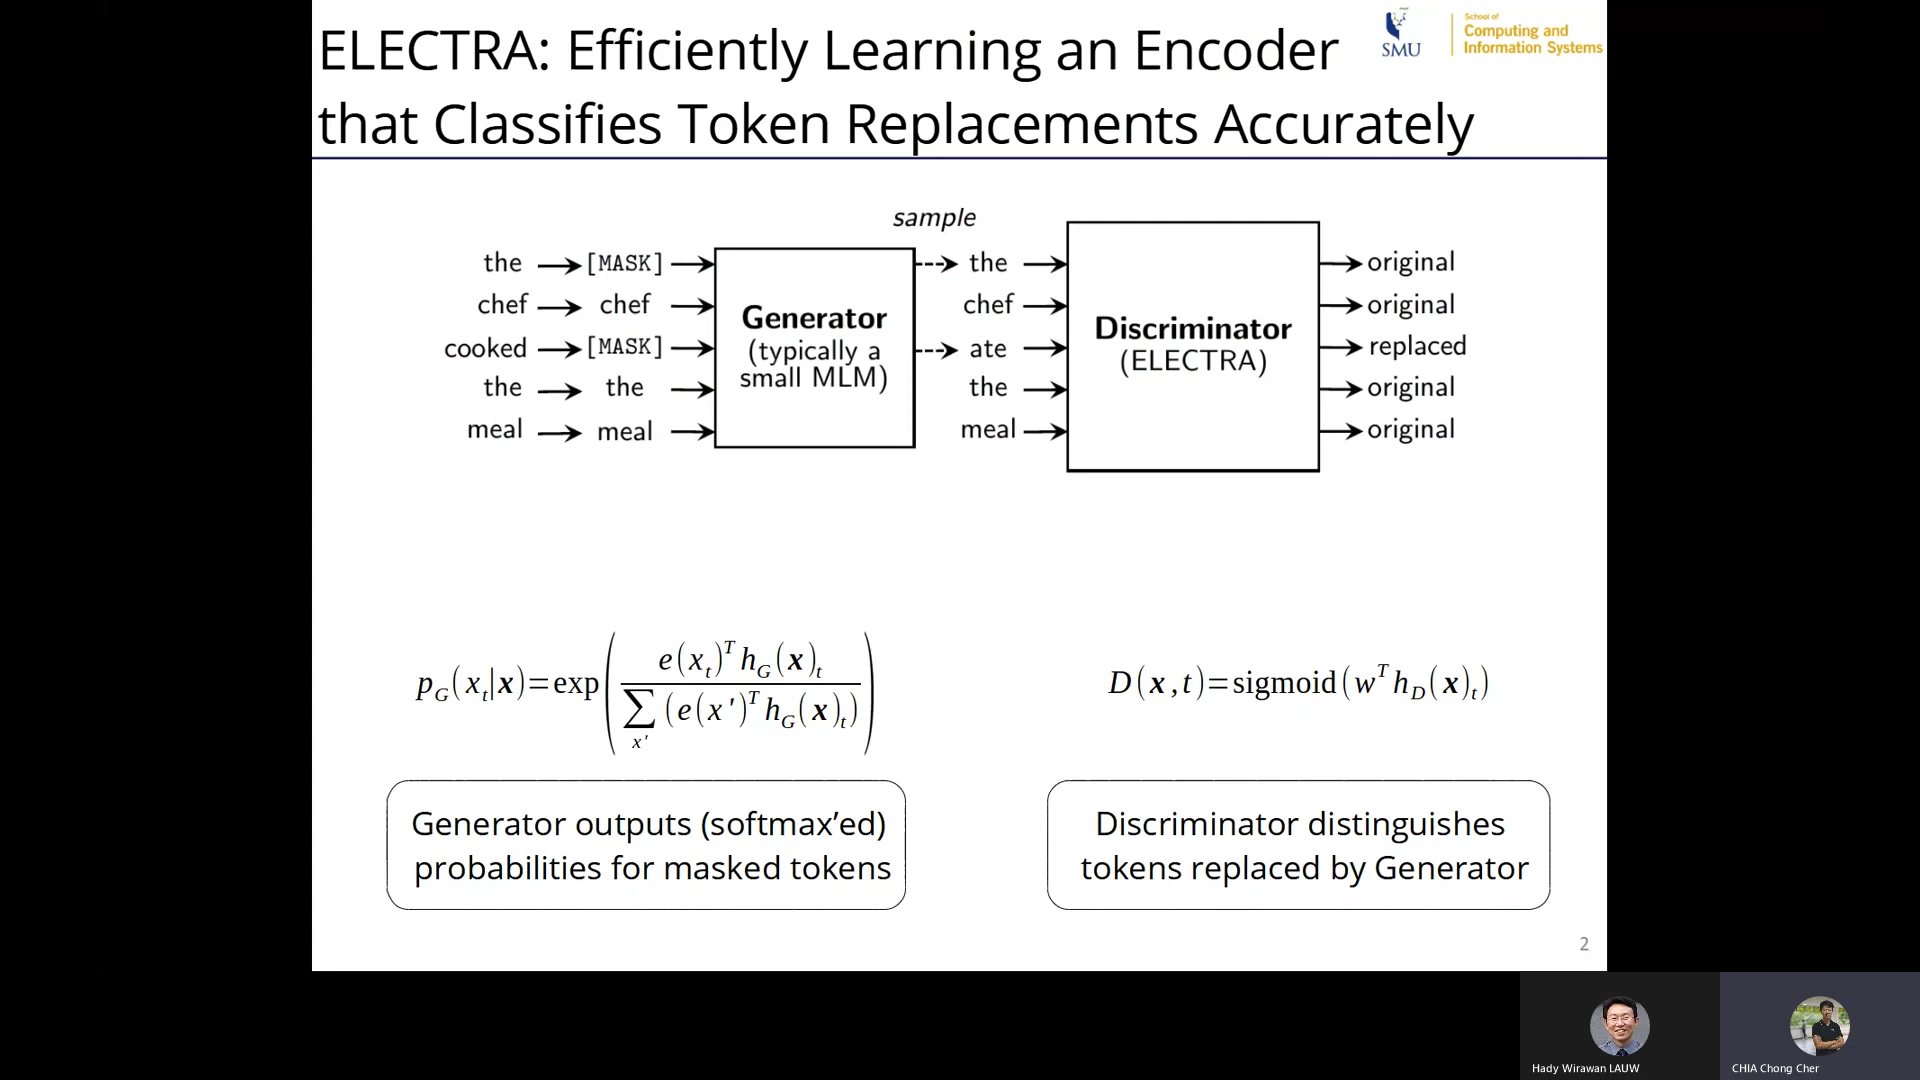 ELECTRA: Efficiently Learning an Encoder
that Classifies Token Replacements Accurately
SMU
School of
Computing and
Information Systems
sample
the [MASK] the original
chef chef chef original
cooked [MASK] ate replaced
the the the original
meal meal meal original
Generator
(typically a
small MLM)
Discriminator
(ELECTRA)
p_G(x_t|x)=exp(e(x_t)^T h_G(x)_t / ∑_{x'} (e(x')^T h_G(x)_t))
D(x,t)=sigmoid(w^T h_D(x)_t)
Generator outputs (softmax’ed)
probabilities for masked tokens
Discriminator distinguishes
tokens replaced by Generator
2
Hady Wirawan LAUW
CHIA Chong Cher